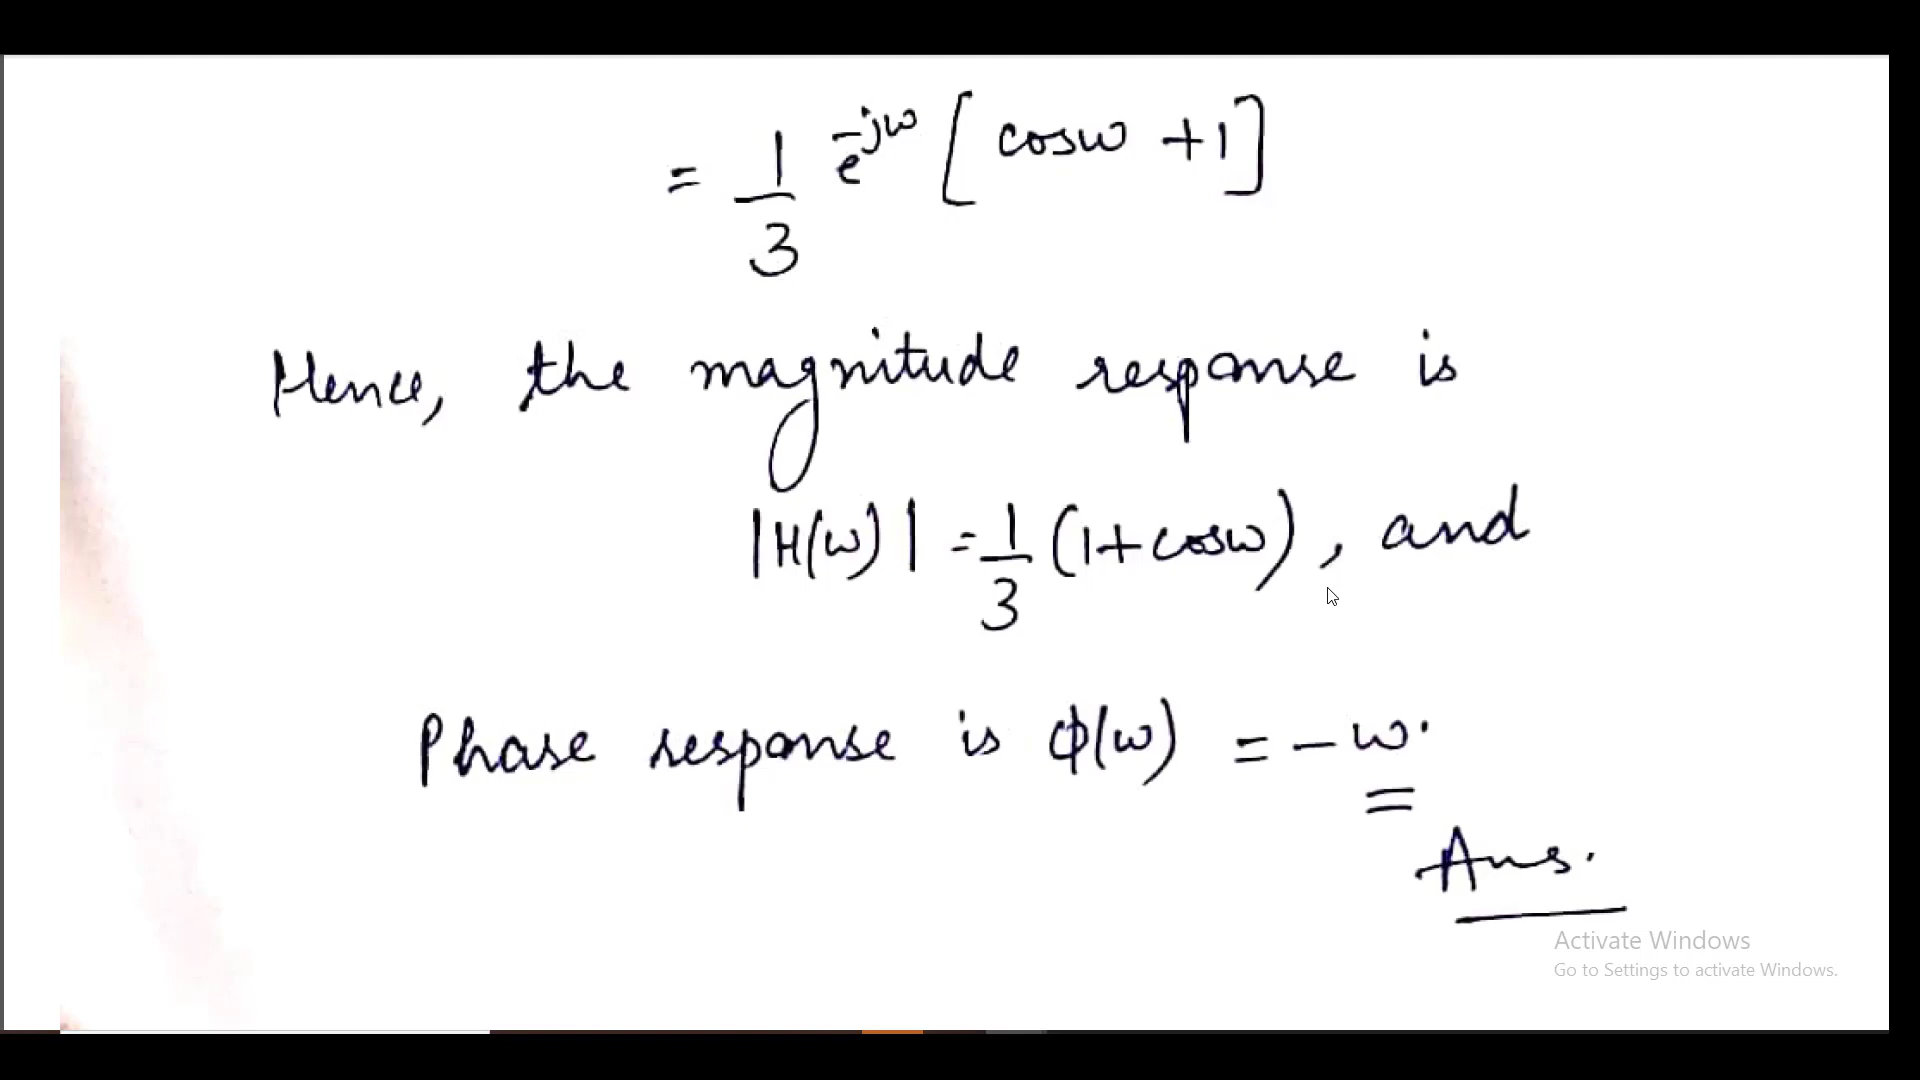 = 1/3 e^-jω [cosω +1]
Hence, the magnitude response is
|H(ω)| = 1/3 (1+cosω), and
Phase response is ϕ(ω) = -ω.
Ans.
Activate Windows
Go to Settings to activate Windows.